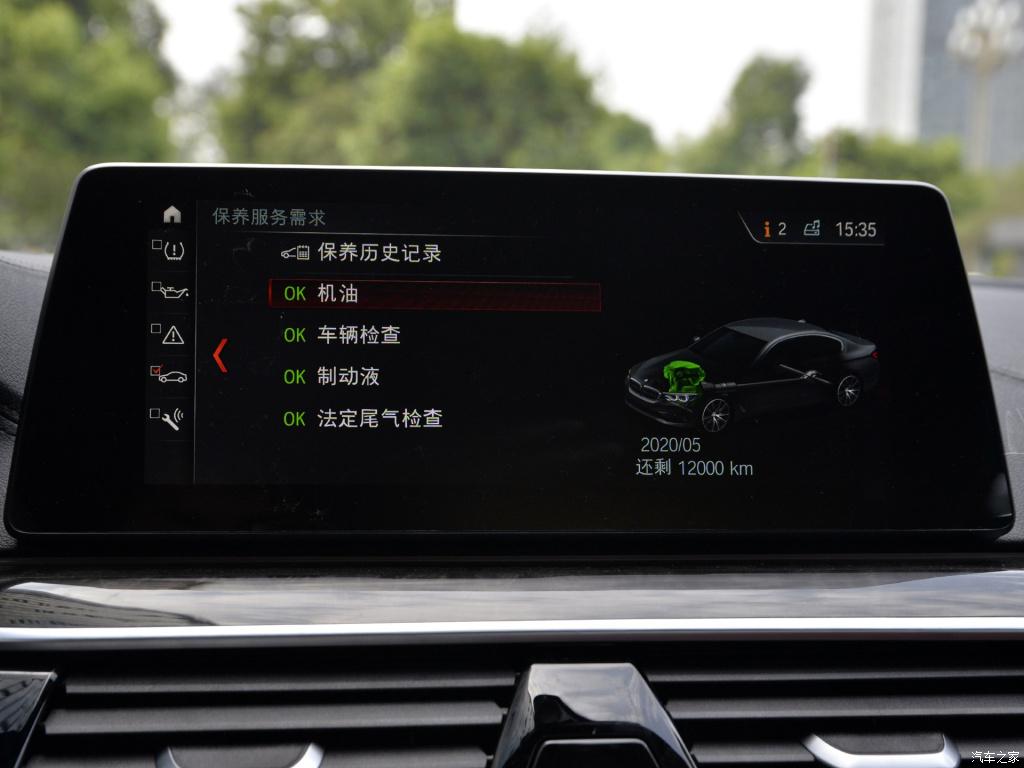 保养服务需求
i 2 15:35
保养历史记录
OK 机油
OK 车辆检查
OK 制动液
OK 法定尾气检查
2020/05
还剩 12000 km
汽车之家